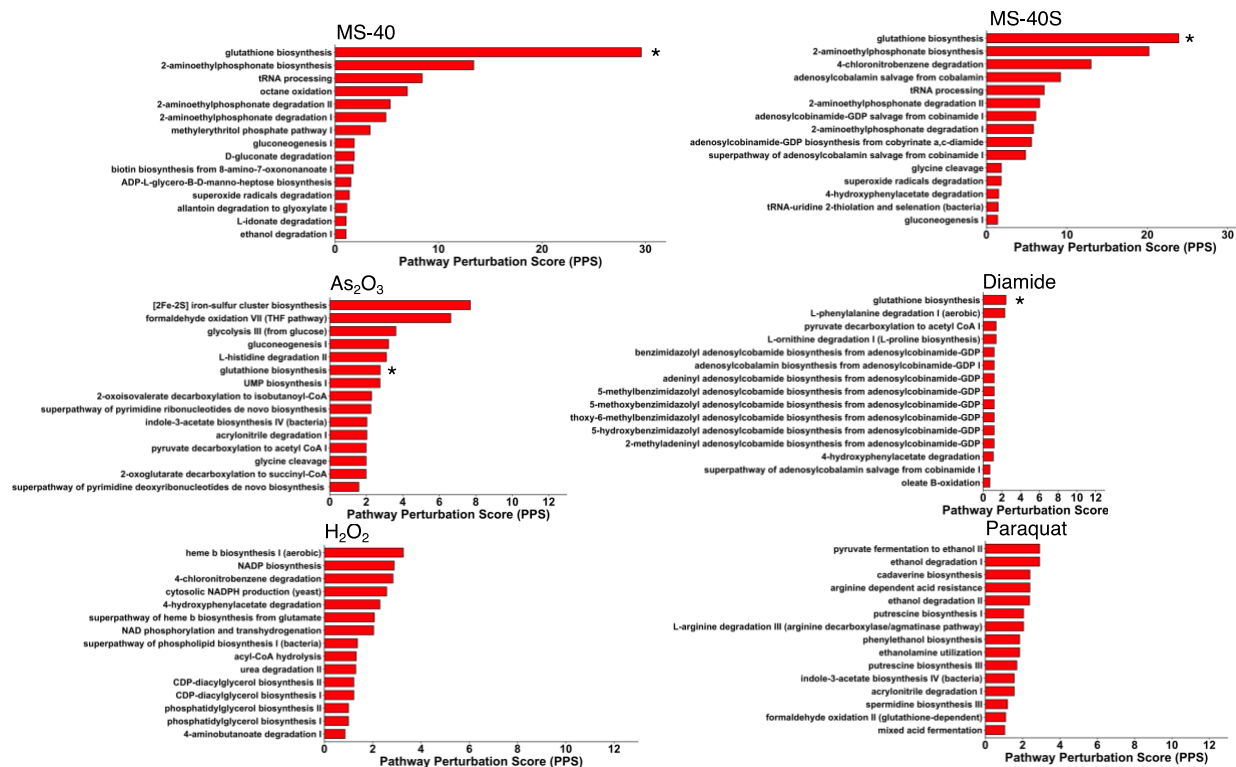 MS-40
glutathione biosynthesis
*
2-aminoethylphosphonate biosynthesis
tRNA processing
octane oxidation
2-aminoethylphosphonate degradation II
2-aminoethylphosphonate degradation I
methylerythritol phosphate pathway I
gluconeogenesis I
D-gluconate degradation
biotin biosynthesis from 8-amino-7-oxononanoate I
ADP-L-glycero-B-D-manno-heptose biosynthesis
superoxide radicals degradation
allantoin degradation to glyoxylate I
L-idonate degradation
ethanol degradation I
0 10 20 30
Pathway Perturbation Score (PPS)
MS-40S
glutathione biosynthesis
*
2-aminoethylphosphonate biosynthesis
4-chloronitrobenzene degradation
adenosylcobalamin salvage from cobalamin
tRNA processing
2-aminoethylphosphonate degradation II
adenosylcobinamide-GDP salvage from cobinamide I
2-aminoethylphosphonate degradation I
adenosylcobinamide-GDP biosynthesis from cobyrinate a,c-diamide
superpathway of adenosylcobalamin salvage from cobinamide I
glycine cleavage
superoxide radicals degradation
4-hydroxyphenylacetate degradation
tRNA-uridine 2-thiolation and selenation (bacteria)
gluconeogenesis I
0 10 20 30
Pathway Perturbation Score (PPS)
As₂O₃
[2Fe-2S] iron-sulfur cluster biosynthesis
formaldehyde oxidation VII (THF pathway)
glycolysis III (from glucose)
gluconeogenesis I
L-histidine degradation II
glutathione biosynthesis
*
UMP biosynthesis I
2-oxoisovalerate decarboxylation to isobutanoyl-CoA
superpathway of pyrimidine ribonucleotides de novo biosynthesis
indole-3-acetate biosynthesis IV (bacteria)
acrylonitrile degradation I
pyruvate decarboxylation to acetyl CoA I
glycine cleavage
2-oxoglutarate decarboxylation to succinyl-CoA
superpathway of pyrimidine deoxyribonucleotides de novo biosynthesis
0 2 4 6 8 10 12
Pathway Perturbation Score (PPS)
Diamide
glutathione biosynthesis
*
L-phenylalanine degradation I (aerobic)
pyruvate decarboxylation to acetyl CoA I
L-ornithine degradation I (L-proline biosynthesis)
benzimidazolyl adenosylcobamide biosynthesis from adenosylcobinamide-GDP
adenosylcobalamin biosynthesis from adenosylcobinamide-GDP I
adeninyl adenosylcobamide biosynthesis from adenosylcobinamide-GDP
5-methylbenzimidazolyl adenosylcobamide biosynthesis from adenosylcobinamide-GDP
5-methoxybenzimidazolyl adenosylcobamide biosynthesis from adenosylcobinamide-GDP
thoxy-6-methylbenzimidazolyl adenosylcobamide biosynthesis from adenosylcobinamide-GDP
5-hydroxybenzimidazolyl adenosylcobamide biosynthesis from adenosylcobinamide-GDP
2-methyladeninyl adenosylcobamide biosynthesis from adenosylcobinamide-GDP
4-hydroxyphenylacetate degradation
superpathway of adenosylcobalamin salvage from cobinamide I
oleate B-oxidation
0 2 4 6 8 10 12
Pathway Perturbation Score (PPS)
H₂O₂
heme b biosynthesis I (aerobic)
NADP biosynthesis
4-chloronitrobenzene degradation
cytosolic NADPH production (yeast)
4-hydroxyphenylacetate degradation
superpathway of heme b biosynthesis from glutamate
NAD phosphorylation and transhydrogenation
superpathway of phospholipid biosynthesis I (bacteria)
acyl-CoA hydrolysis
urea degradation II
CDP-diacylglycerol biosynthesis II
CDP-diacylglycerol biosynthesis I
phosphatidylglycerol biosynthesis II
phosphatidylglycerol biosynthesis I
4-aminobutanoate degradation I
0 2 4 6 8 10 12
Pathway Perturbation Score (PPS)
Paraquat
pyruvate fermentation to ethanol II
ethanol degradation I
cadaverine biosynthesis
arginine dependent acid resistance
ethanol degradation II
putrescine biosynthesis I
L-arginine degradation III (arginine decarboxylase/agmatinase pathway)
phenylethanol biosynthesis
ethanolamine utilization
putrescine biosynthesis III
indole-3-acetate biosynthesis IV (bacteria)
acrylonitrile degradation I
spermidine biosynthesis III
formaldehyde oxidation II (glutathione-dependent)
mixed acid fermentation
0 2 4 6 8 10 12
Pathway Perturbation Score (PPS)